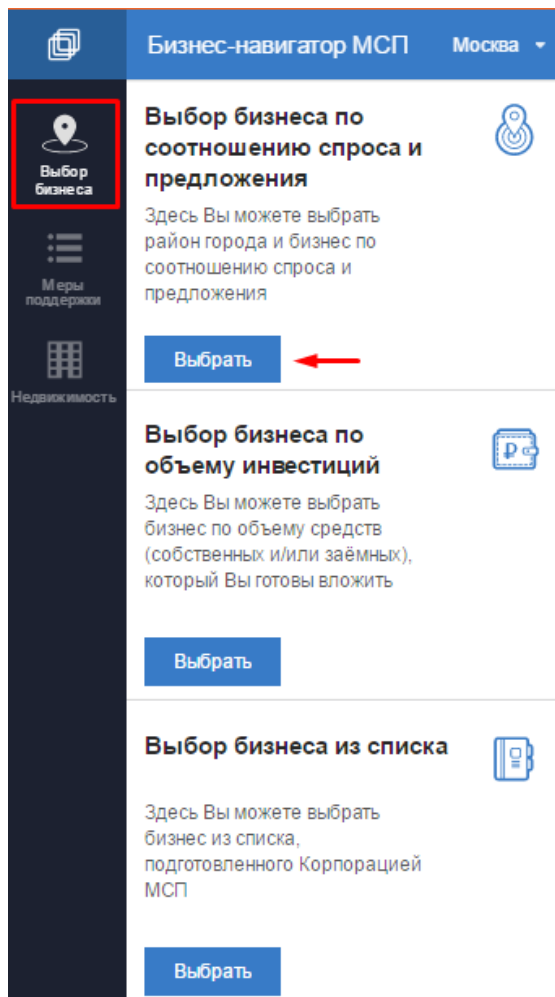 Бизнес-навигатор МСП
Москва
Выбор бизнеса
Меры поддержки
Недвижимость
Выбор бизнеса по
соотношению спроса и
предложения
Здесь Вы можете выбрать
район города и бизнес по
соотношению спроса и
предложения
Выбрать
Выбор бизнеса по
объему инвестиций
Здесь Вы можете выбрать
бизнес по объему средств
(собственных и/или заёмных),
который Вы готовы вложить
Выбрать
Выбор бизнеса из списка
Здесь Вы можете выбрать
бизнес из списка,
подготовленного Корпорацией
МСП
Выбрать